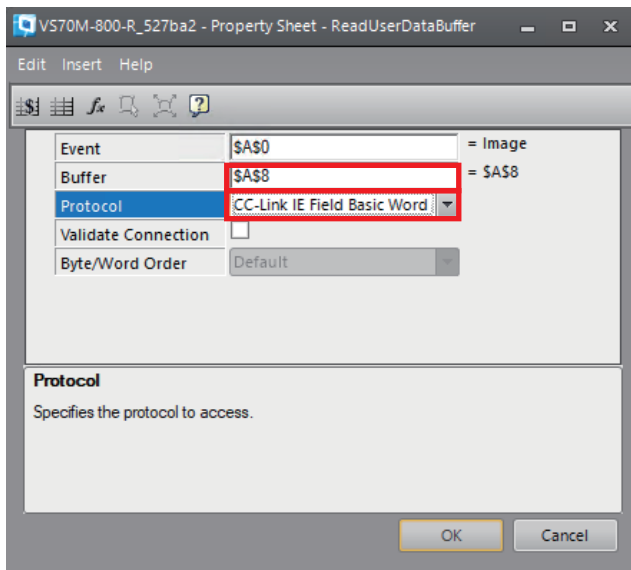 VS70M-800-R_527ba2 - Property Sheet - ReadUserDataBuffer
Edit Insert Help
$ fx ?
Event $A$0 = Image
Buffer $A$8 = $A$8
Protocol CC-Link IE Field Basic Word
Validate Connection
Byte/Word Order Default
Protocol
Specifies the protocol to access.
OK Cancel